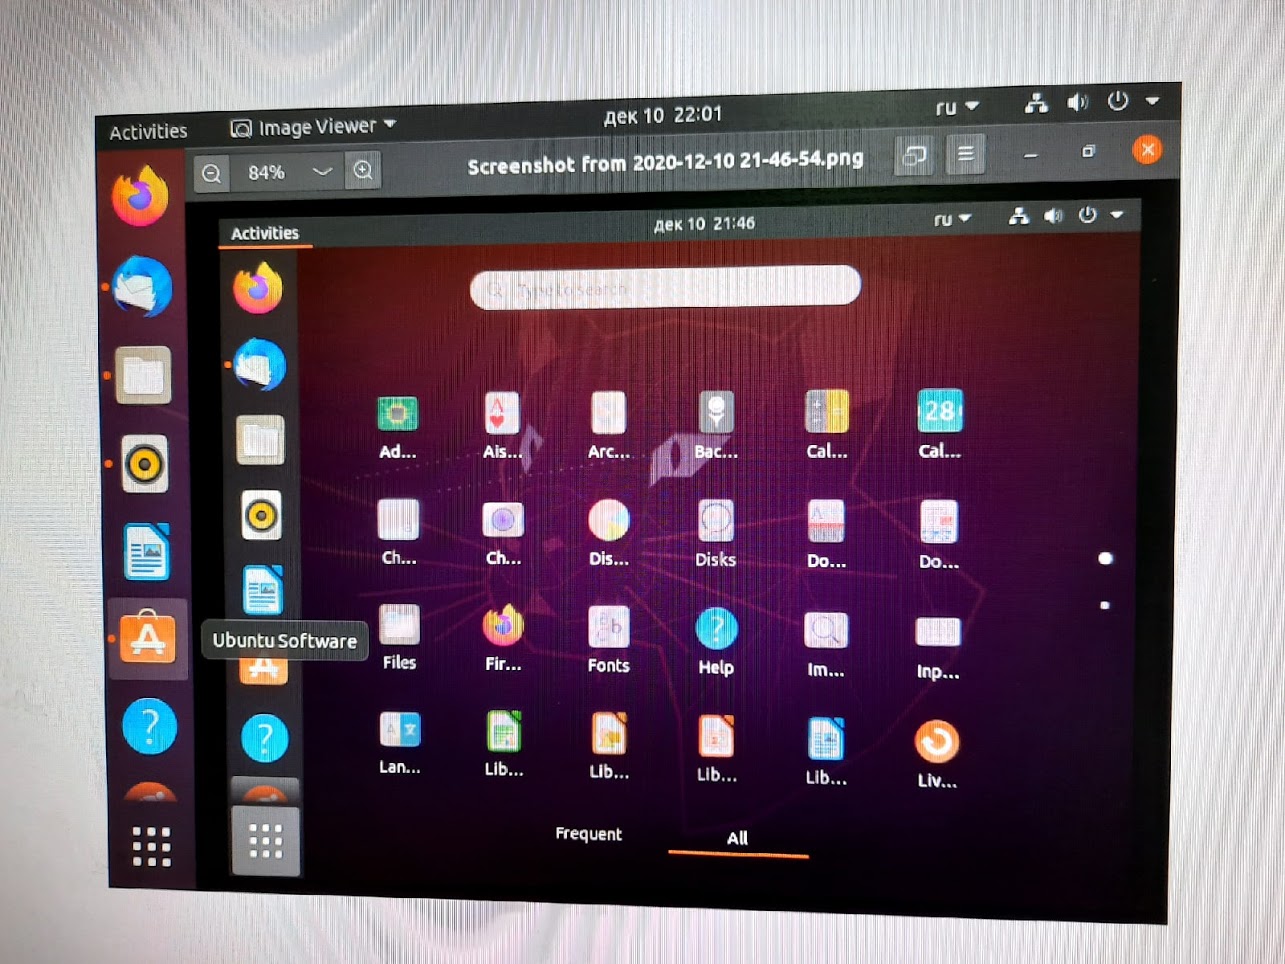 Activities Image Viewer дек 10 22:01 ru
84% Screenshot from 2020-12-10 21-46-54.png
Activities дек 10 21:46 ru
Type to search
Ad... Ais... Arc... Bac... Cal... Cal...
28
Ch... Ch... Dis... Disks Do... Do...
Ubuntu Software
Files Fir... Fonts Help Im... Inp...
Lan... Lib... Lib... Lib... Lib... Liv...
Frequent All